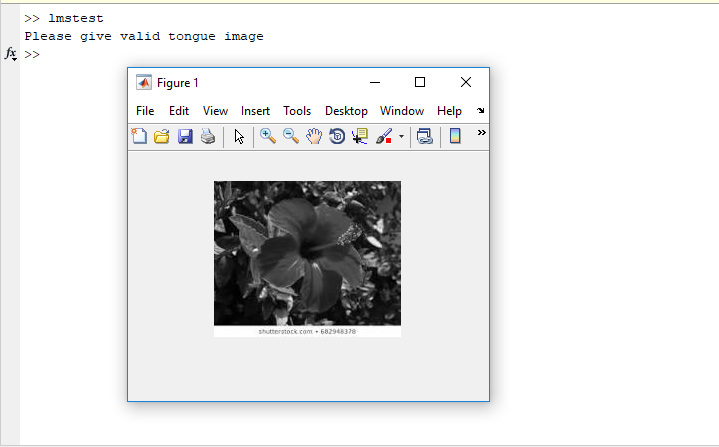 >> lmstest
Please give valid tongue image
fx >>
Figure 1
File Edit View Insert Tools Desktop Window Help
shutterstock.com • 682948378